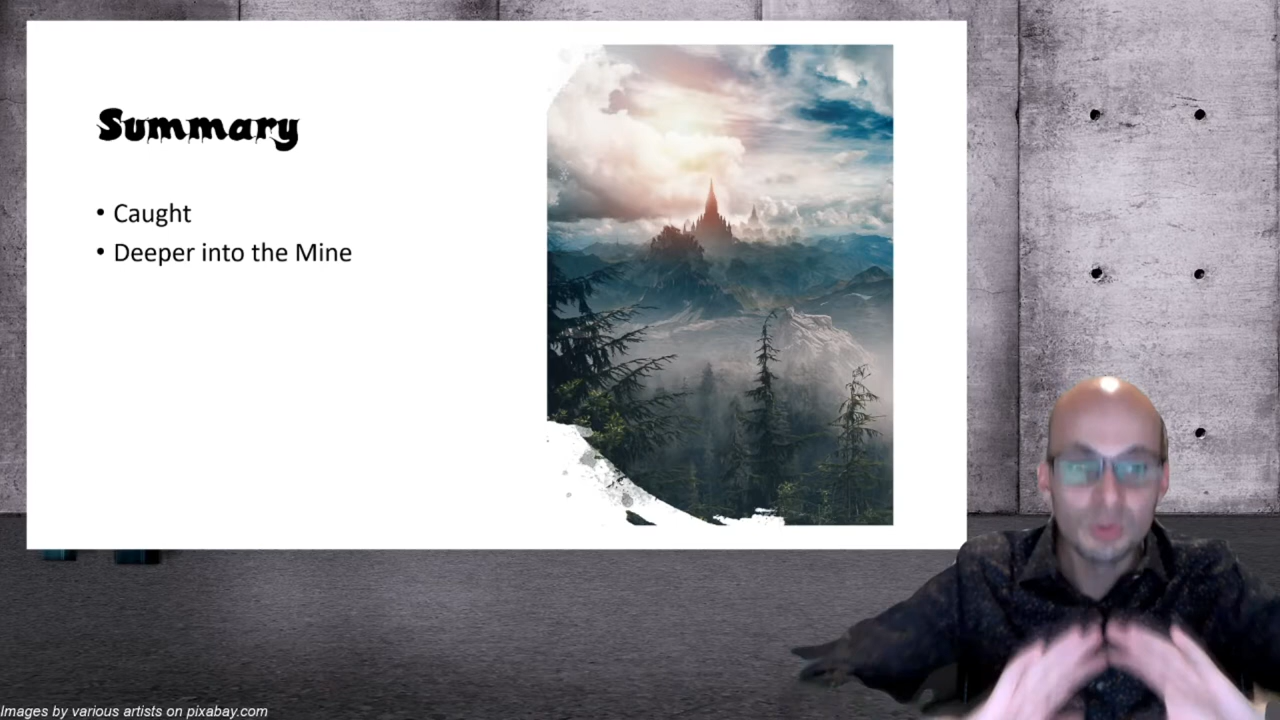 Summary
• Caught
• Deeper into the Mine
Images by various artists on pixabay.com